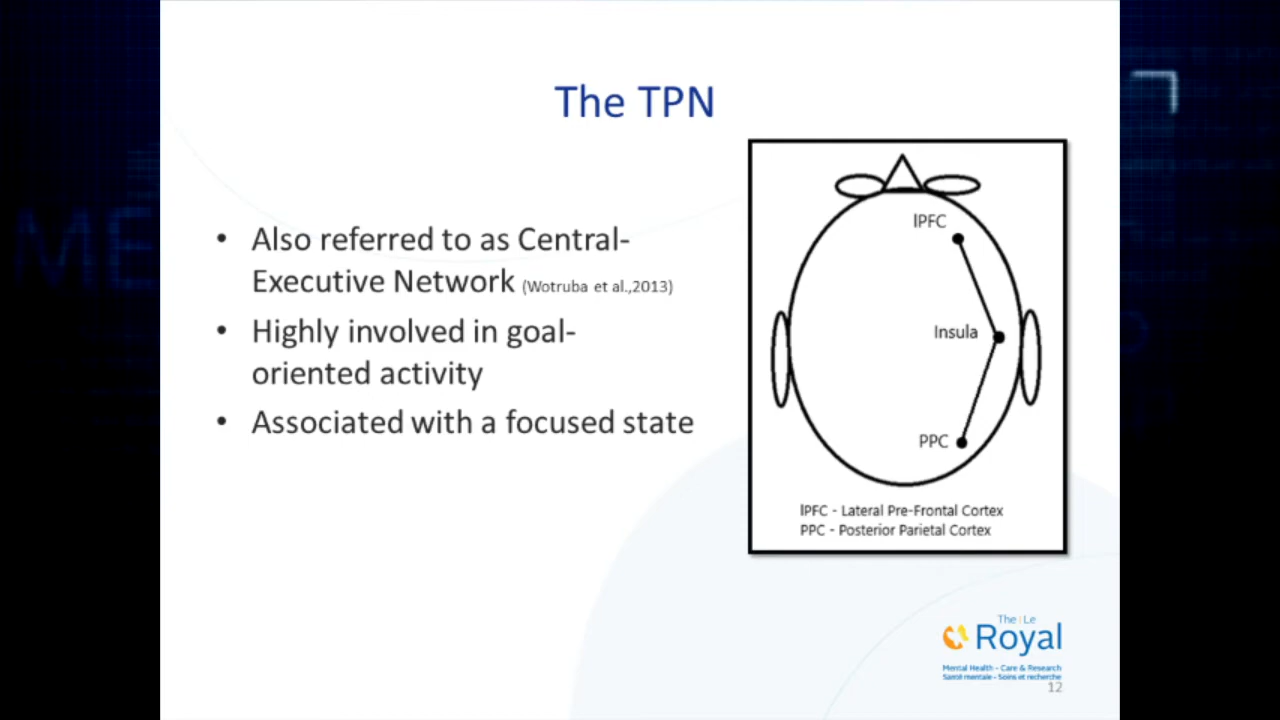 The TPN
• Also referred to as Central-
Executive Network (Wotruba et al.,2013)
• Highly involved in goal-
oriented activity
• Associated with a focused state
lPFC
Insula
PPC
lPFC - Lateral Pre-Frontal Cortex
PPC - Posterior Parietal Cortex
The Le
Royal
Mental Health - Care & Research
Santé mentale - Soins et recherche
12